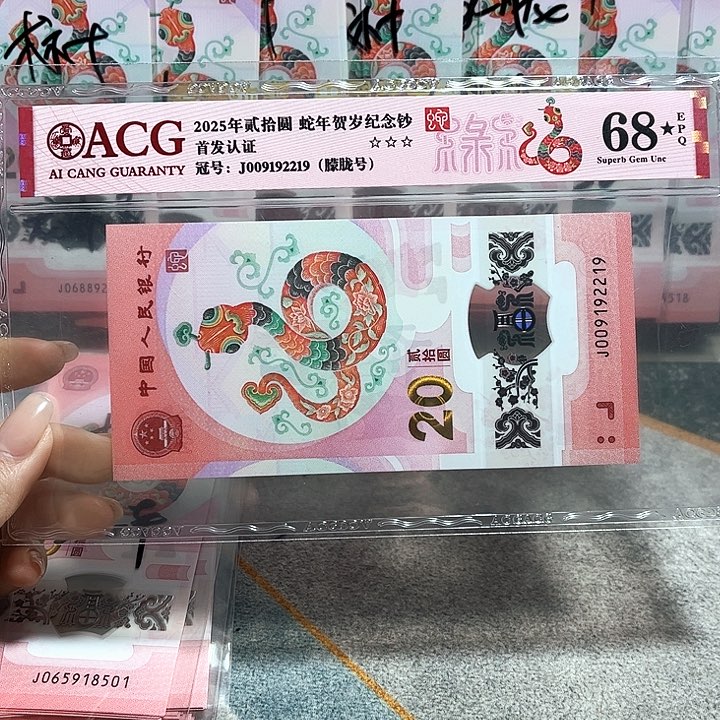 ACG
AI CANG GUARANTY
2025年贰拾圆 蛇年贺岁纪念钞
首发认证 ☆☆☆
冠号：J009192219（朦胧号）
68★
EPQ
Superb Gem Unc
J06889
9518
中国人民银行
贰拾圆
20
J009192219
J065918501